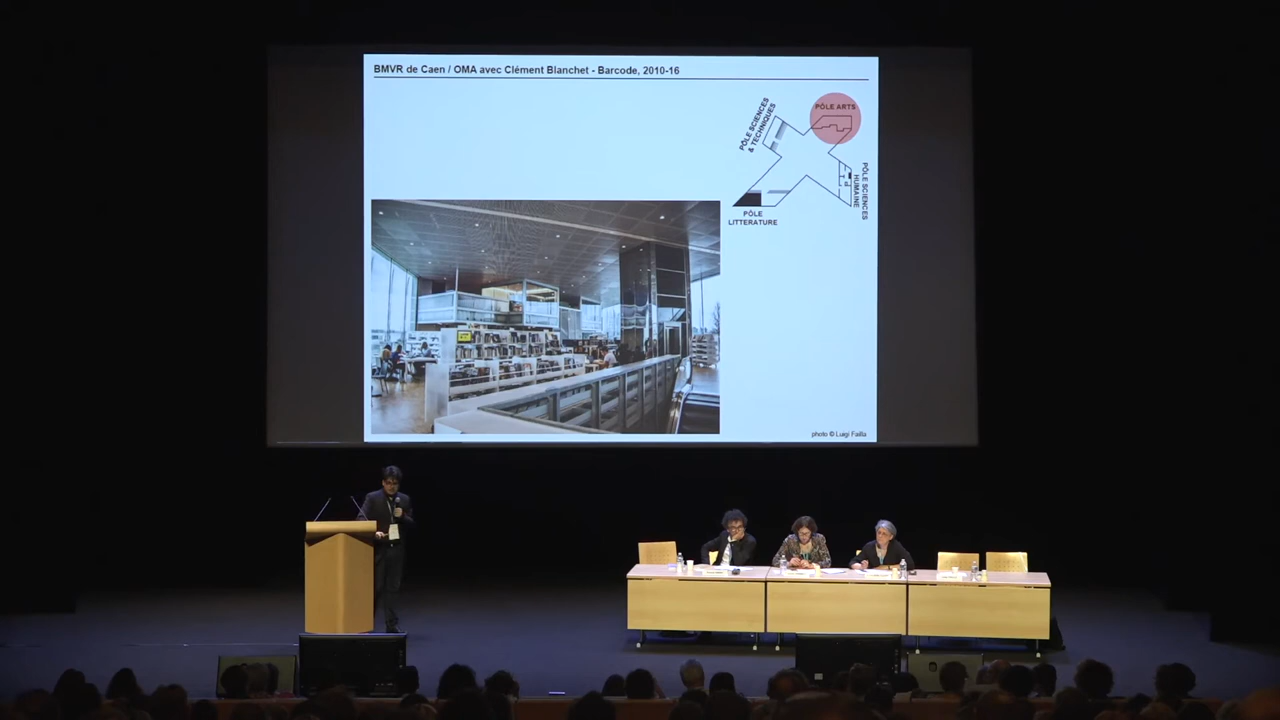 BMVR de Caen / OMA avec Clément Blanchet - Barcode, 2010-16
PÔLE SCIENCES
& TECHNIQUES
PÔLE ARTS
PÔLE SCIENCES
HUMAINE
PÔLE
LITTERATURE
photo © Luigi Failla